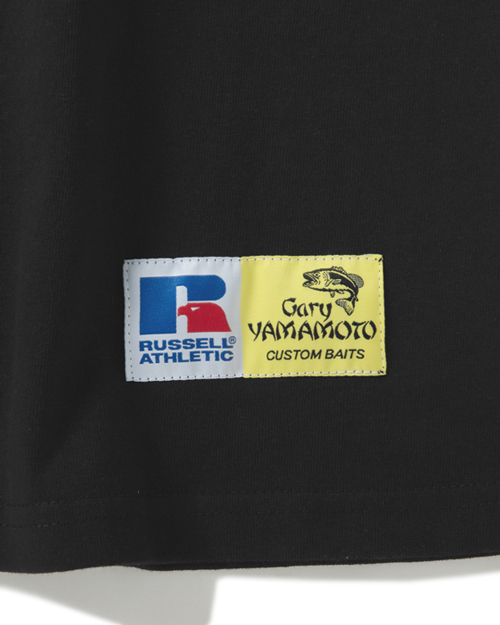 R
RUSSELL®
ATHLETIC
Gary
YAMAMOTO
CUSTOM BAITS